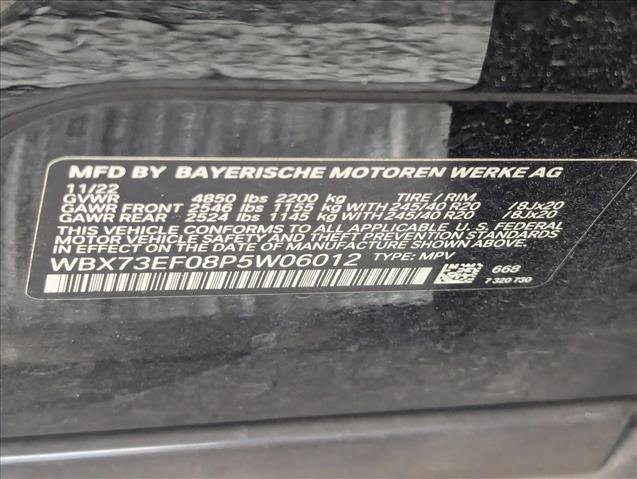 MFD BY BAYERISCHE MOTOREN WERKE AG
11/22
GVWR 4850 lbs 2200 kg TIRE / RIM
GAWR FRONT 2546 lbs 1155 kg WITH 245/40 R20 /8Jx20
GAWR REAR 2524 lbs 1145 kg WITH 245/40 R20 /8Jx20
THIS VEHICLE CONFORMS TO ALL APPLICABLE U. S. FEDERAL
MOTOR VEHICLE SAFETY AND THEFT PREVENTION STANDARDS
IN EFFECT ON THE DATE OF MANUFACTURE SHOWN ABOVE.
WBX73EF08P5W06012 TYPE: MPV
668
7 320 730